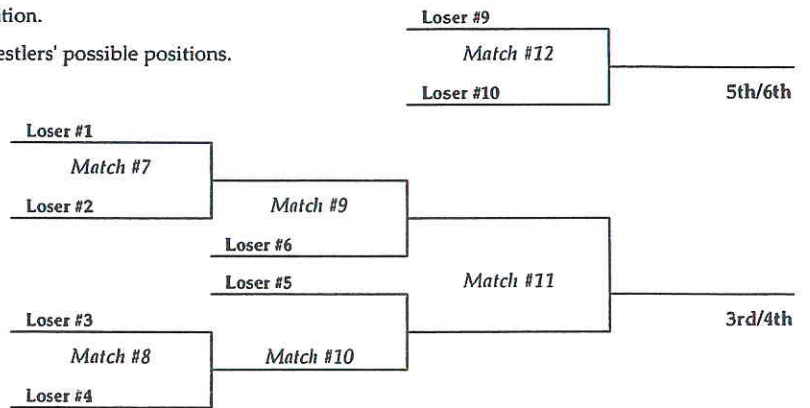 ition.
Loser #9
estlers' possible positions.
Match #12
Loser #10
5th/6th
Loser #1
Match #7
Loser #2
Match #9
Loser #6
Loser #5
Match #11
3rd/4th
Loser #3
Match #8
Match #10
Loser #4